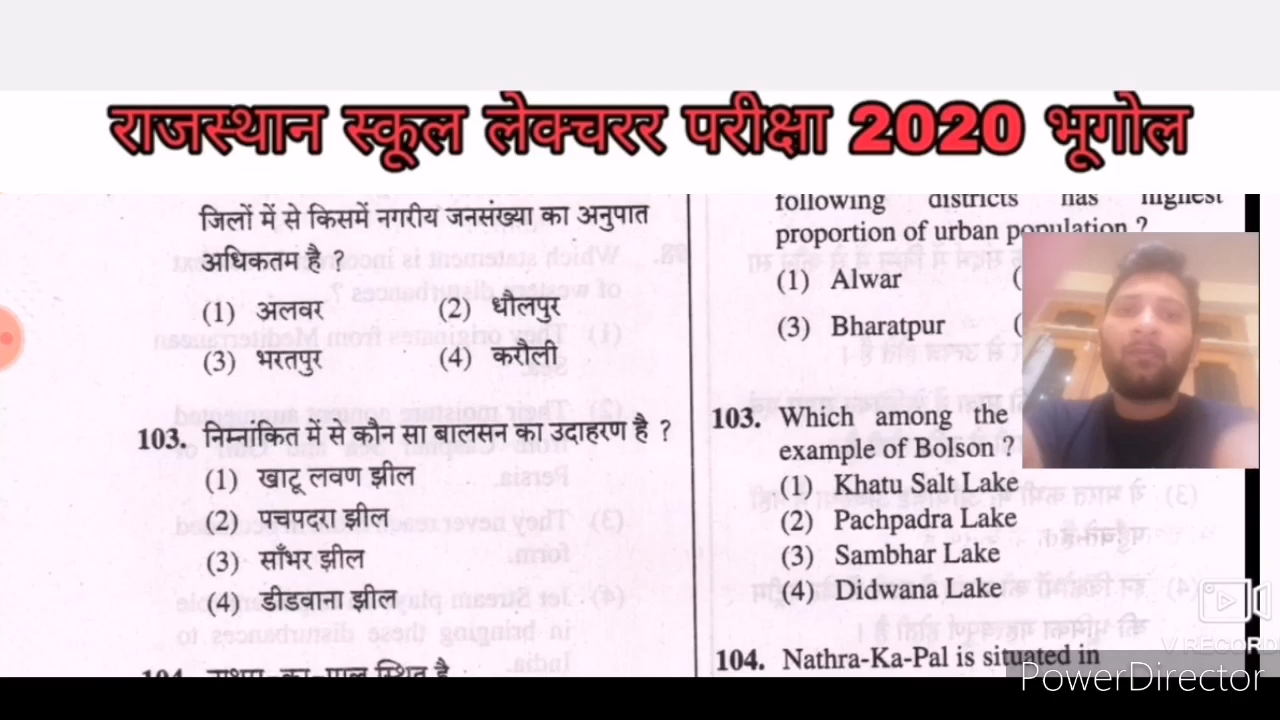 राजस्थान स्कूल लेक्चरर परीक्षा 2020 भूगोल
जिलों में से किसमें नगरीय जनसंख्या का अनुपात
अधिकतम है ?
(1) अलवर (2) धौलपुर
(3) भरतपुर (4) करौली
103. निम्नांकित में से कौन सा बालसन का उदाहरण है ?
(1) खाटू लवण झील
(2) पचपदरा झील
(3) साँभर झील
(4) डीडवाना झील
following districts has highest
proportion of urban population ?
(1) Alwar (
(3) Bharatpur (
103. Which among the
example of Bolson ?
(1) Khatu Salt Lake
(2) Pachpadra Lake
(3) Sambhar Lake
(4) Didwana Lake
104. Nathra-Ka-Pal is situated in
V RECORD
PowerDirector